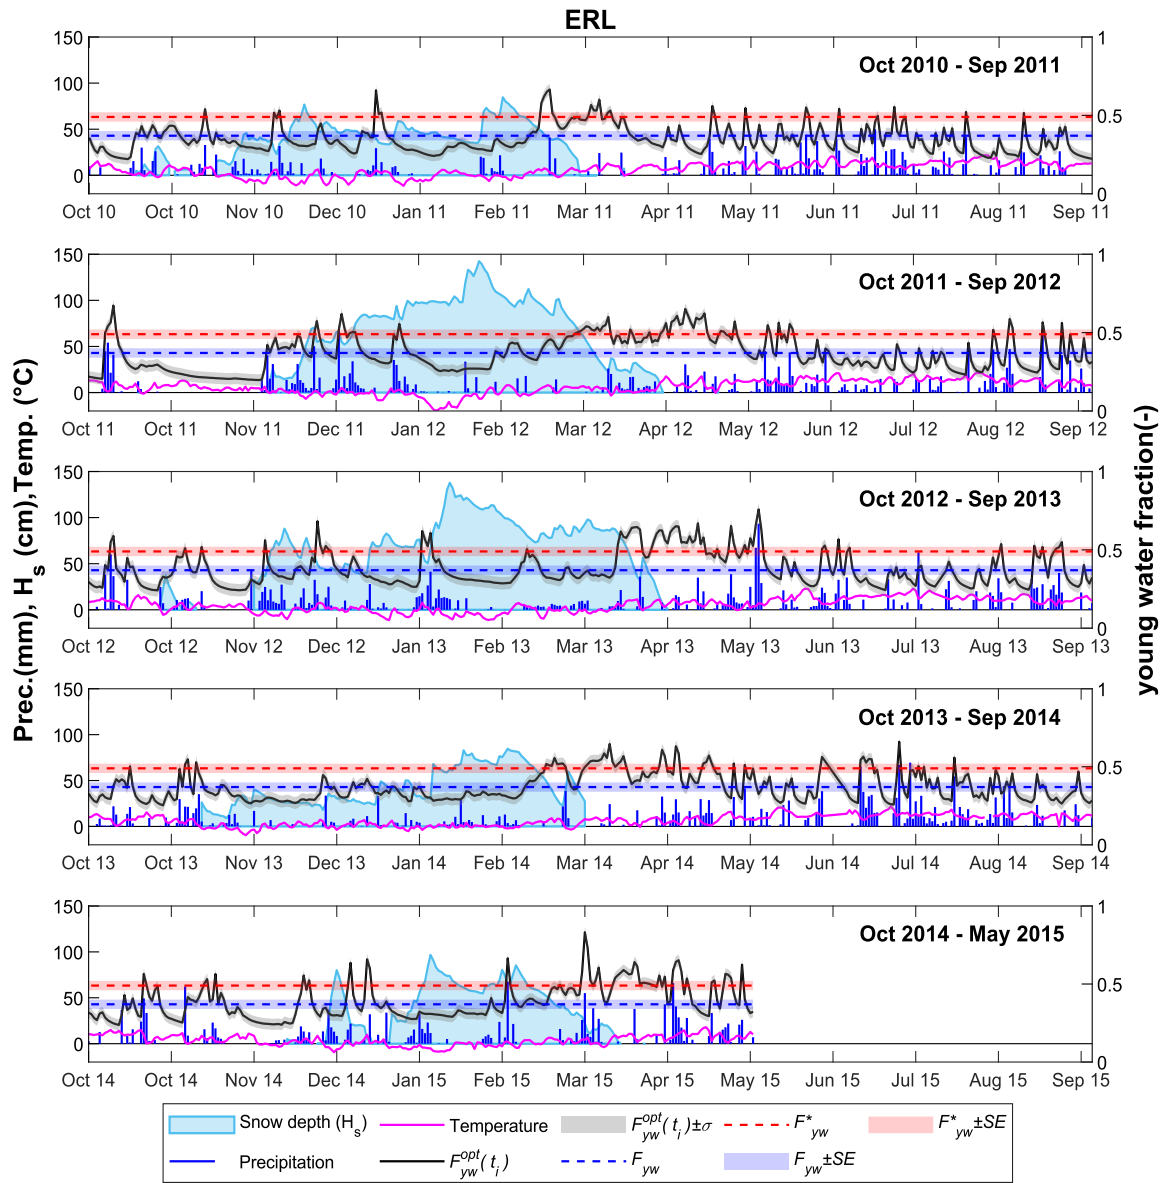 ERL
Prec.(mm), Hs (cm),Temp. (°C)
young water fraction(-)
150
100
50
0
1
0.5
0
Oct 2010 - Sep 2011
Oct 10 Oct 10 Nov 10 Dec 10 Jan 11 Feb 11 Mar 11 Apr 11 May 11 Jun 11 Jul 11 Aug 11 Sep 11
150
100
50
0
1
0.5
0
Oct 2011 - Sep 2012
Oct 11 Oct 11 Nov 11 Dec 11 Jan 12 Feb 12 Mar 12 Apr 12 May 12 Jun 12 Jul 12 Aug 12 Sep 12
150
100
50
0
1
0.5
0
Oct 2012 - Sep 2013
Oct 12 Oct 12 Nov 12 Dec 12 Jan 13 Feb 13 Mar 13 Apr 13 May 13 Jun 13 Jul 13 Aug 13 Sep 13
150
100
50
0
1
0.5
0
Oct 2013 - Sep 2014
Oct 13 Oct 13 Nov 13 Dec 13 Jan 14 Feb 14 Mar 14 Apr 14 May 14 Jun 14 Jul 14 Aug 14 Sep 14
150
100
50
0
1
0.5
0
Oct 2014 - May 2015
Oct 14 Oct 14 Nov 14 Dec 14 Jan 15 Feb 15 Mar 15 Apr 15 May 15 Jun 15 Jul 15 Aug 15 Sep 15
Snow depth (Hs) Temperature F_yw^opt(t_i)±σ F*_yw F*_yw±SE
Precipitation F_yw^opt(t_i) F_yw F_yw±SE